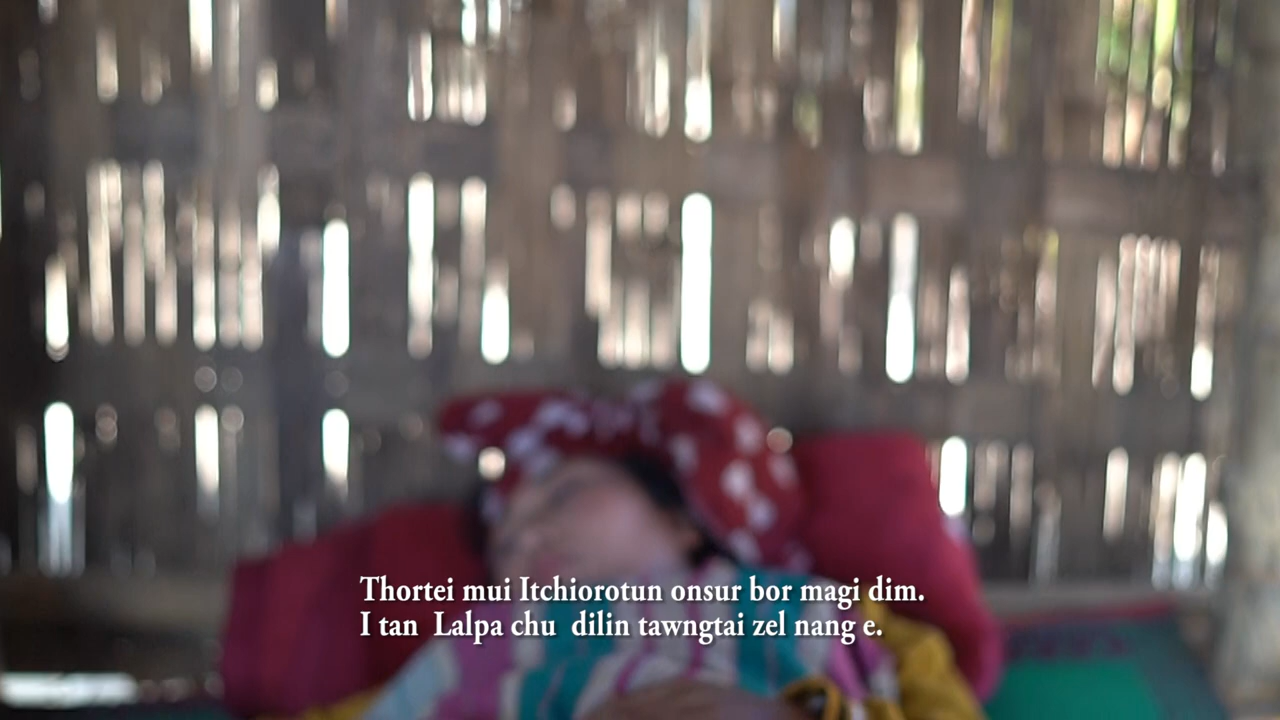 Thortei mui Itchiorotun onsur bor magi dim.
I tan Lalpa chu dilin tawngtai zel nang e.